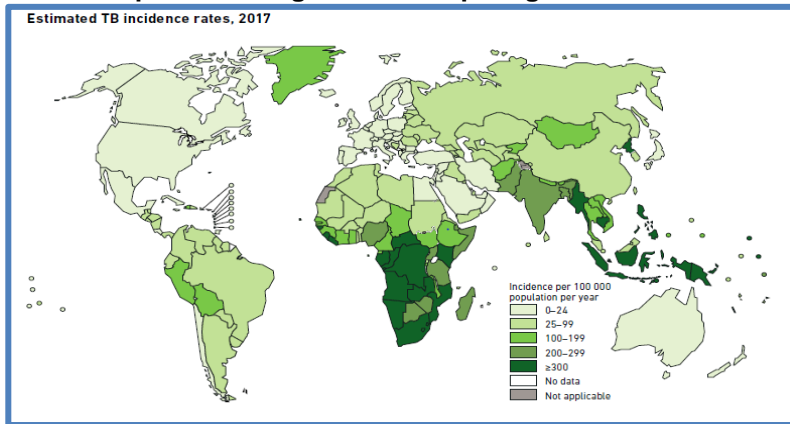 Estimated TB incidence rates, 2017
Incidence per 100 000
population per year
0–24
25–99
100–199
200–299
≥300
No data
Not applicable